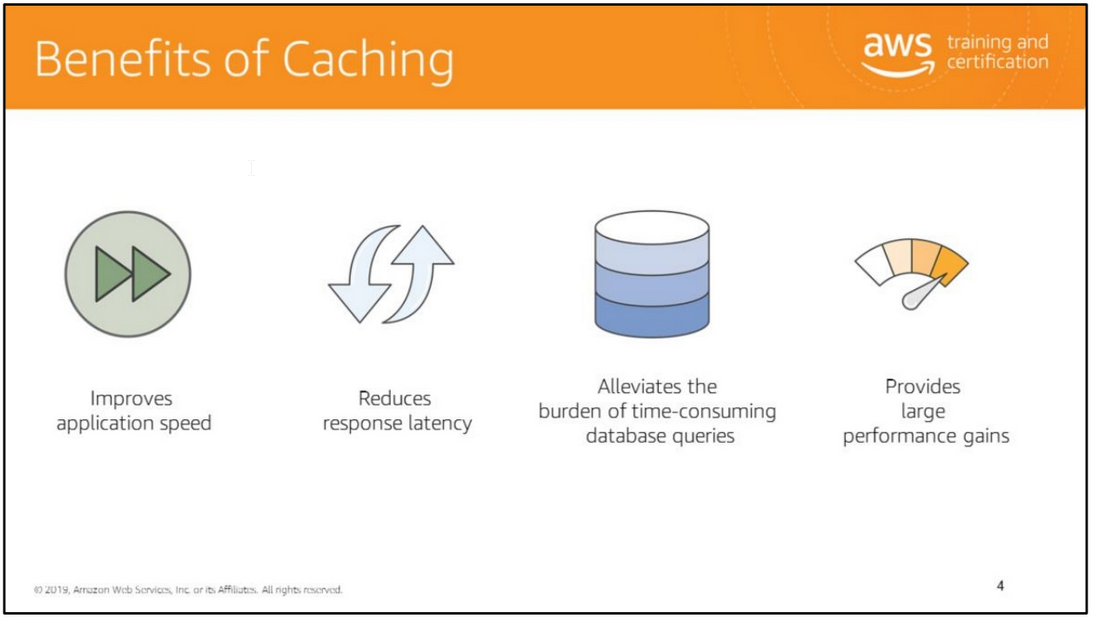 Benefits of Caching
aws training and
certification
Improves
application speed
Reduces
response latency
Alleviates the
burden of time-consuming
database queries
Provides
large
performance gains
© 2019, Amazon Web Services, Inc. or its Affiliates. All rights reserved.
4